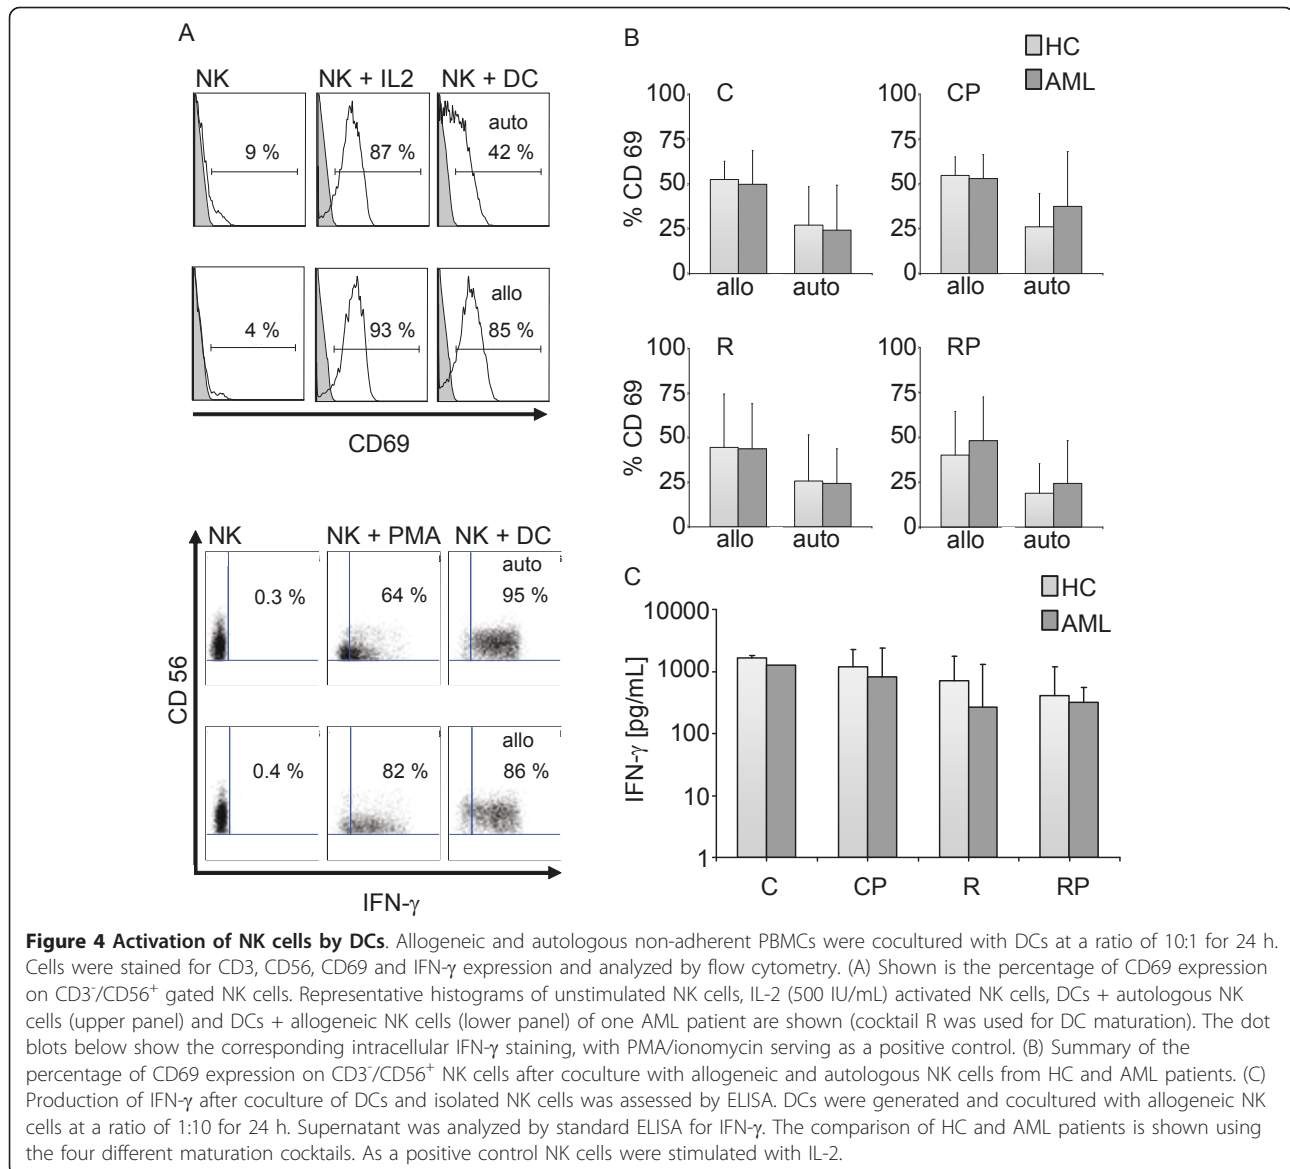 A
NK NK + IL2 NK + DC
9 % 87 % auto 42 %
4 % 93 % allo 85 %
CD69
NK NK + PMA NK + DC
0.3 % 64 % auto 95 %
0.4 % 82 % allo 86 %
CD 56
IFN-γ
B
HC
AML
C
100
75
50
25
0
% CD 69
allo auto
CP
100
75
50
25
0
allo auto
R
100
75
50
25
0
% CD 69
allo auto
RP
100
75
50
25
0
allo auto
C
HC
AML
10000
1000
100
10
1
IFN-γ [pg/mL]
C CP R RP
Figure 4 Activation of NK cells by DCs. Allogeneic and autologous non-adherent PBMCs were cocultured with DCs at a ratio of 10:1 for 24 h.
Cells were stained for CD3, CD56, CD69 and IFN-γ expression and analyzed by flow cytometry. (A) Shown is the percentage of CD69 expression
on CD3⁻/CD56⁺ gated NK cells. Representative histograms of unstimulated NK cells, IL-2 (500 IU/mL) activated NK cells, DCs + autologous NK
cells (upper panel) and DCs + allogeneic NK cells (lower panel) of one AML patient are shown (cocktail R was used for DC maturation). The dot
blots below show the corresponding intracellular IFN-γ staining, with PMA/ionomycin serving as a positive control. (B) Summary of the
percentage of CD69 expression on CD3⁻/CD56⁺ NK cells after coculture with allogeneic and autologous NK cells from HC and AML patients. (C)
Production of IFN-γ after coculture of DCs and isolated NK cells was assessed by ELISA. DCs were generated and cocultured with allogeneic NK
cells at a ratio of 1:10 for 24 h. Supernatant was analyzed by standard ELISA for IFN-γ. The comparison of HC and AML patients is shown using
the four different maturation cocktails. As a positive control NK cells were stimulated with IL-2.